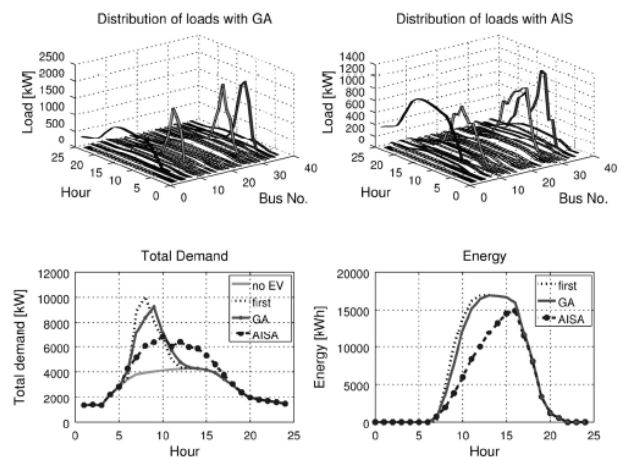 Distribution of loads with GA
Distribution of loads with AIS
Load [kW]
2500
2000
1500
1000
500
0
25
20
15
10
5
0
Hour
0
10
20
30
40
Bus No.
Load [kW]
1400
1200
1000
800
600
400
200
0
25
20
15
10
5
0
Hour
0
10
20
30
40
Bus No.
Total Demand
Total demand [kW]
12000
10000
8000
6000
4000
2000
0
0
5
10
15
20
25
Hour
no EV
first
GA
AISA
Energy
Energy [kWh]
20000
15000
10000
5000
0
0
5
10
15
20
25
Hour
first
GA
AISA